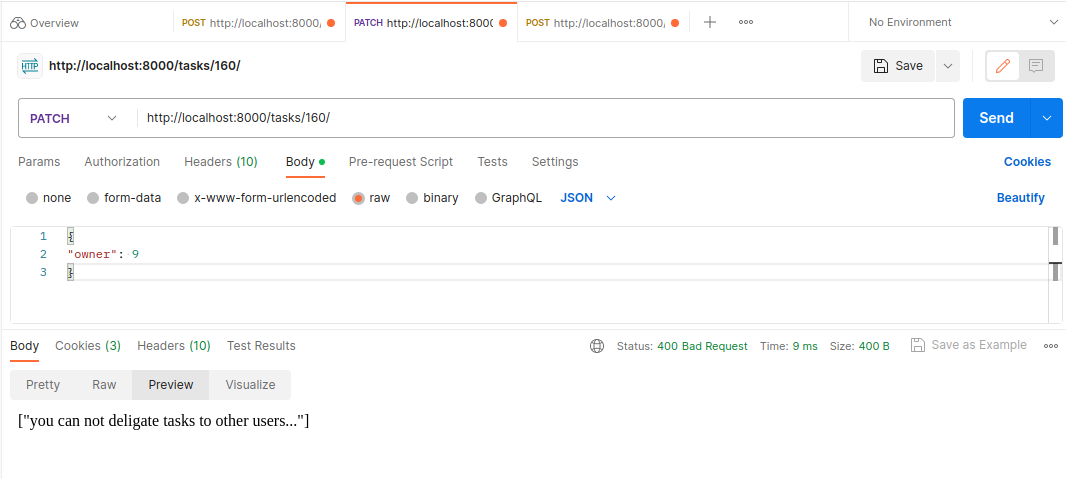 Overview
POST http://localhost:8000/
PATCH http://localhost:8000
POST http://localhost:8000/
No Environment
HTTP http://localhost:8000/tasks/160/
Save
PATCH http://localhost:8000/tasks/160/
Send
Params Authorization Headers (10) Body Pre-request Script Tests Settings Cookies
none form-data x-www-form-urlencoded raw binary GraphQL JSON Beautify
1 {
2 "owner": 9
3 }
Body Cookies (3) Headers (10) Test Results Status: 400 Bad Request Time: 9 ms Size: 400 B Save as Example
Pretty Raw Preview Visualize
["you can not deligate tasks to other users..."]